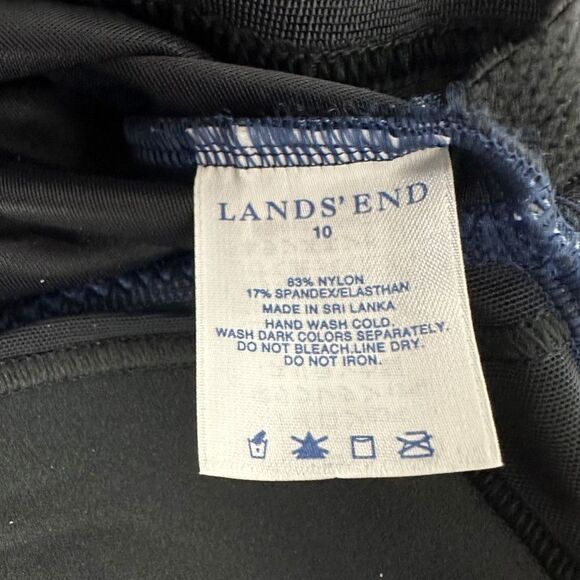 LANDS' END
10
83% NYLON
17% SPANDEX/ELASTHAN
MADE IN SRI LANKA
HAND WASH COLD.
WASH DARK COLORS SEPARATELY.
DO NOT BLEACH.LINE DRY.
DO NOT IRON.